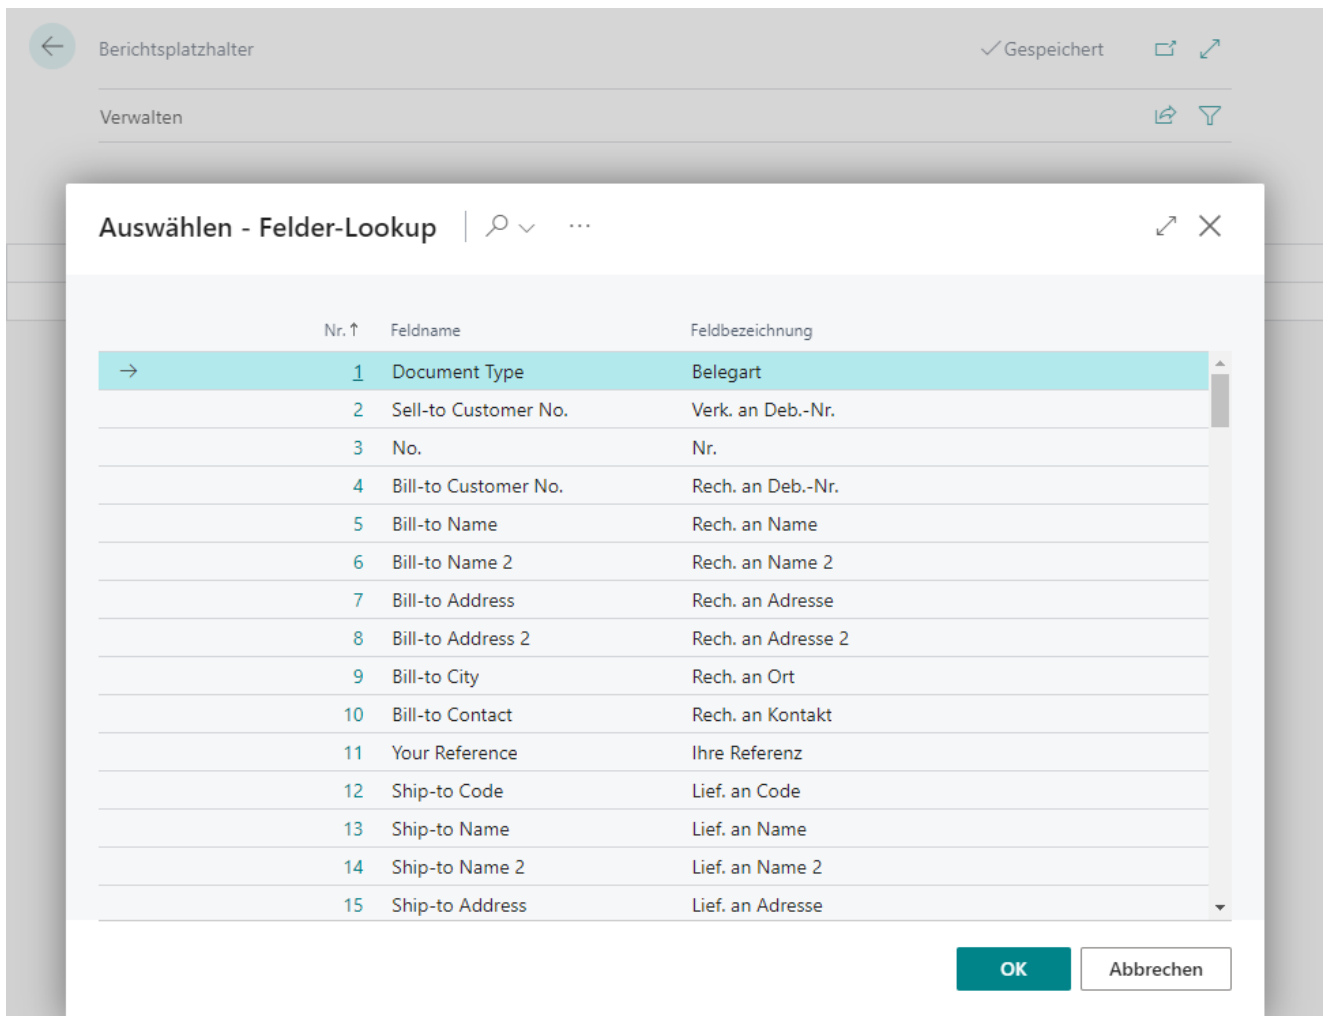 Berichtsplatzhalter Gespeichert
Verwalten
Auswählen - Felder-Lookup
Nr. ↑ Feldname Feldbezeichnung
1 Document Type Belegart
2 Sell-to Customer No. Verk. an Deb.-Nr.
3 No. Nr.
4 Bill-to Customer No. Rech. an Deb.-Nr.
5 Bill-to Name Rech. an Name
6 Bill-to Name 2 Rech. an Name 2
7 Bill-to Address Rech. an Adresse
8 Bill-to Address 2 Rech. an Adresse 2
9 Bill-to City Rech. an Ort
10 Bill-to Contact Rech. an Kontakt
11 Your Reference Ihre Referenz
12 Ship-to Code Lief. an Code
13 Ship-to Name Lief. an Name
14 Ship-to Name 2 Lief. an Name 2
15 Ship-to Address Lief. an Adresse
OK Abbrechen